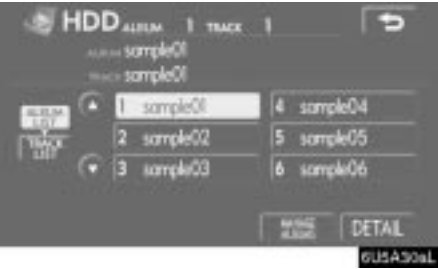 HDD ALBUM 1 TRACK 1
ALBUM sample01
TRACK sample01
ALBUM LIST
TRACK LIST
1 sample01
2 sample02
3 sample03
4 sample04
5 sample05
6 sample06
DETAIL
6U5A30aL